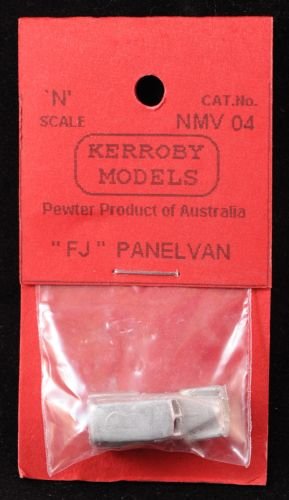 'N' CAT.No.
SCALE NMV 04
KERROBY
MODELS
Pewter Product of Australia
"FJ" PANELVAN